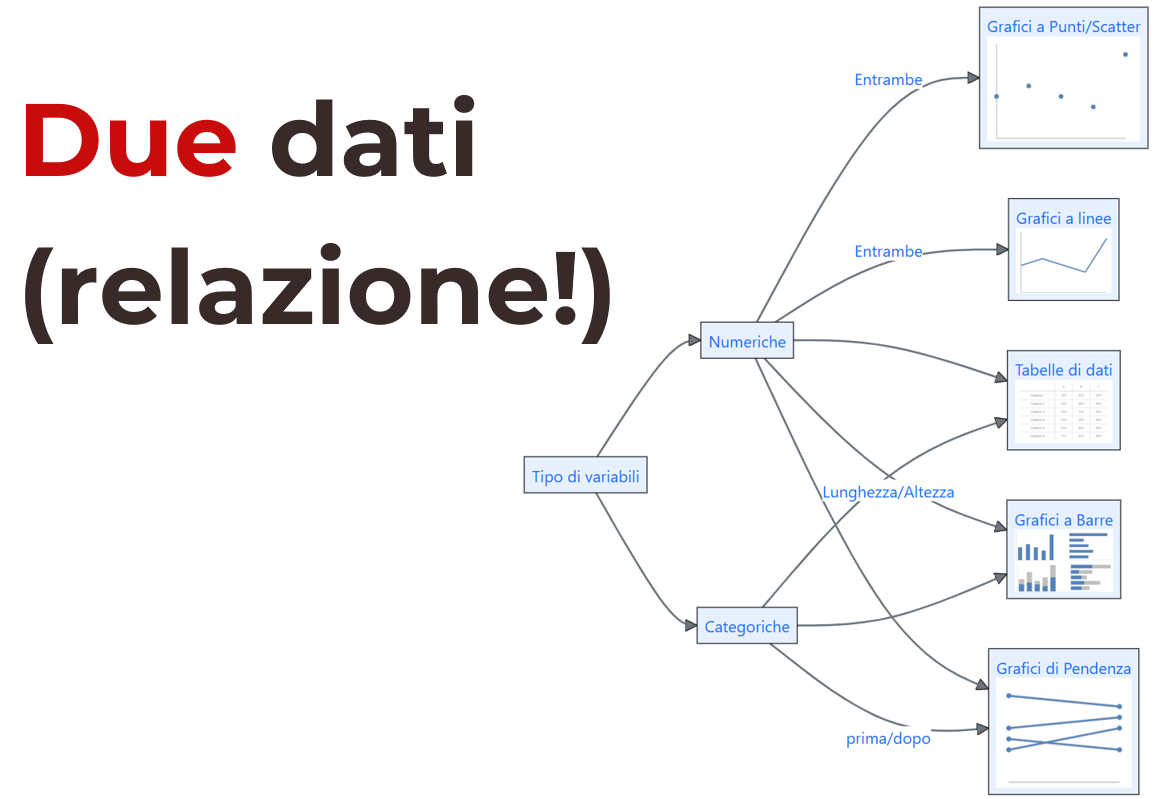 Due dati
(relazione!)
Grafici a Punti/Scatter
Entrambe
Grafici a linee
Entrambe
Numeriche
Tabelle di dati
Tipo di variabili
Lunghezza/Altezza
Grafici a Barre
Categoriche
Grafici di Pendenza
prima/dopo